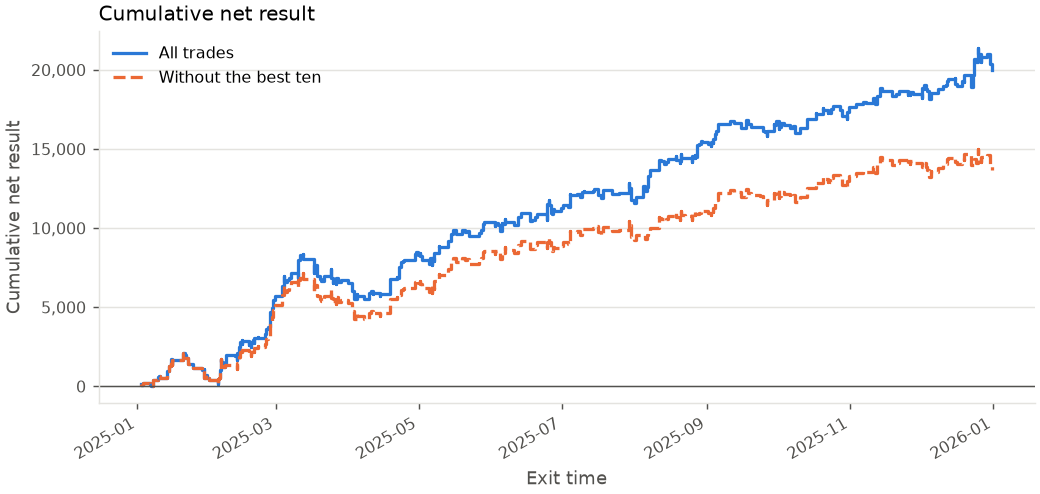 Cumulative net result
All trades
Without the best ten
20,000
15,000
10,000
5,000
0
Cumulative net result
2025-01
2025-03
2025-05
2025-07
2025-09
2025-11
2026-01
Exit time